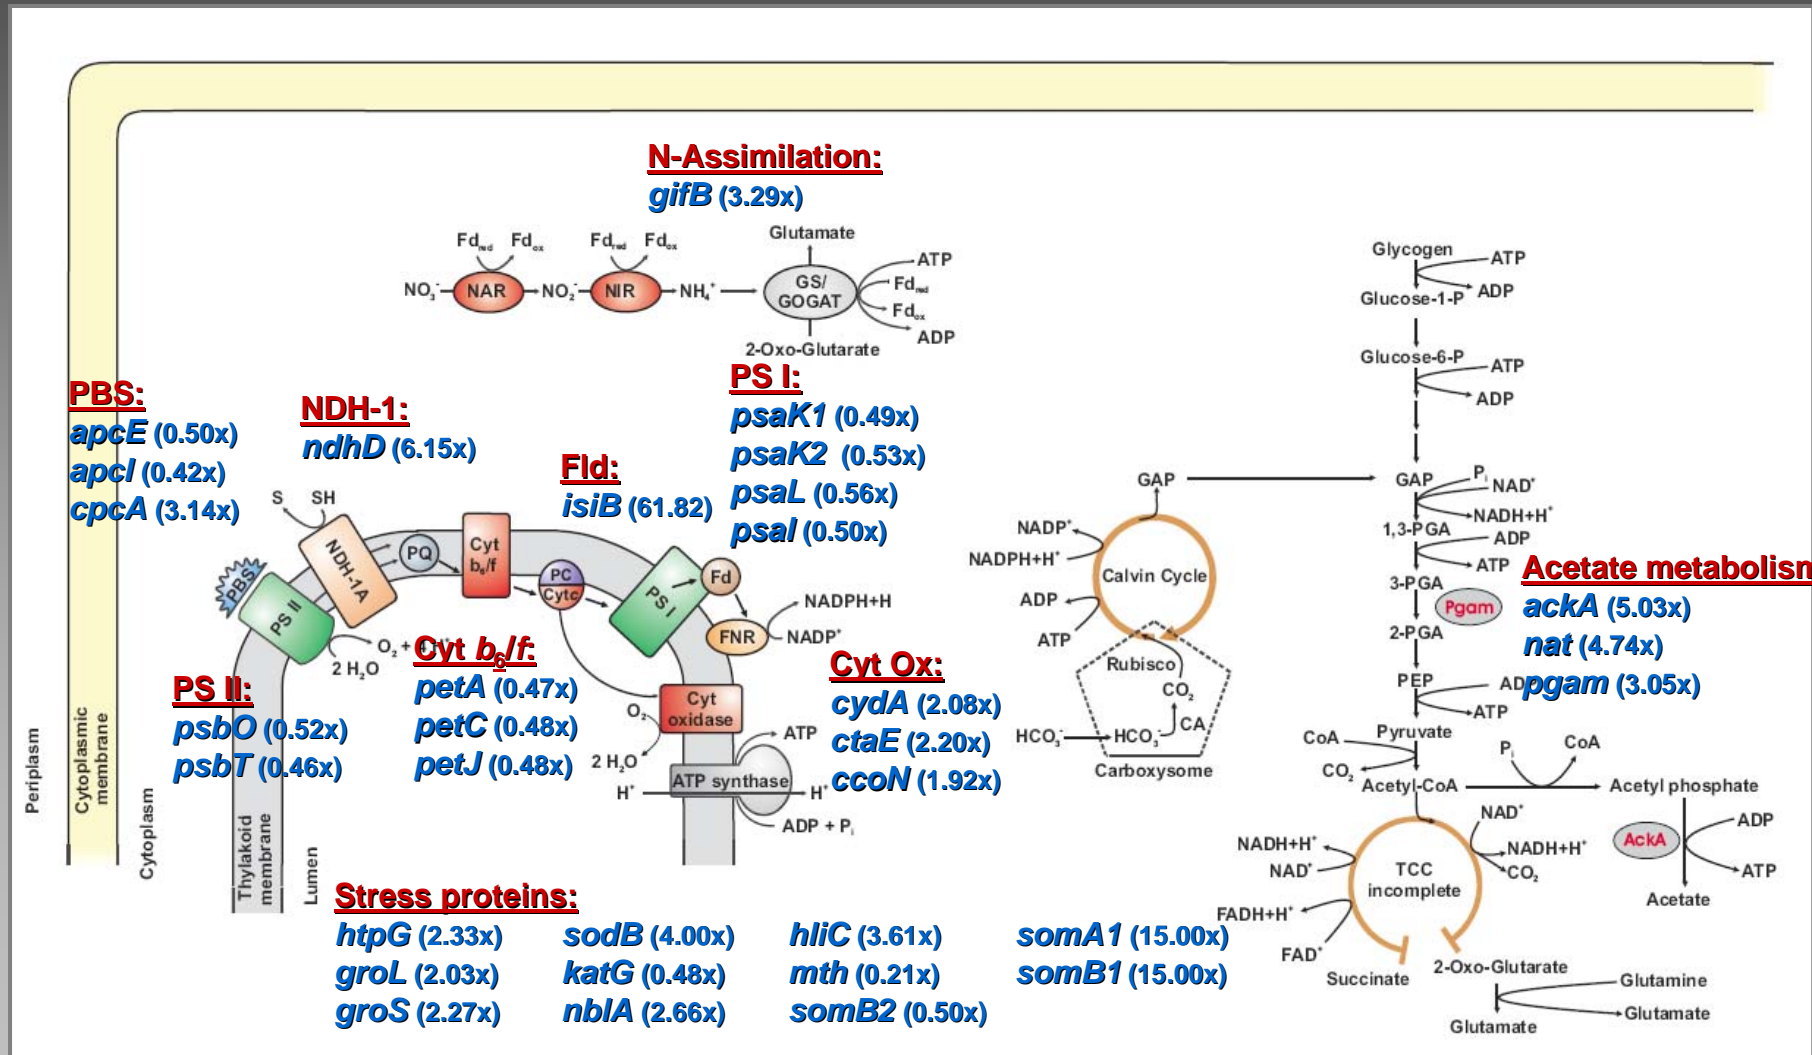 N-Assimilation:
gifB (3.29x)
Fd_red Fd_ox Fd_red Fd_ox
NO₃⁻ NAR NO₂⁻ NIR NH₄⁺
Glutamate
GS/
GOGAT
ATP
Fd_red
Fd_ox
ADP
2-Oxo-Glutarate
PBS:
apcE (0.50x)
apcI (0.42x)
cpcA (3.14x)
NDH-1:
ndhD (6.15x)
Fld:
isiB (61.82)
PS I:
psaK1 (0.49x)
psaK2 (0.53x)
psaL (0.56x)
psaI (0.50x)
S SH
PBS
PS II
NDH-1A
PQ
Cyt
b₆/f
PC
Cytc
PS I
Fd
FNR
NADPH+H
NADP⁺
O₂ + 4 H⁺
2 H₂O
PS II:
psbO (0.52x)
psbT (0.46x)
Cyt b₆/f:
petA (0.47x)
petC (0.48x)
petJ (0.48x)
Cyt
oxidase
O₂
2 H₂O
ATP
ATP synthase
H⁺ H⁺
ADP + Pᵢ
Cyt Ox:
cydA (2.08x)
ctaE (2.20x)
ccoN (1.92x)
Periplasm
Cytoplasmic
membrane
Cytoplasm
Thylakoid
membrane
Lumen
GAP
NADP⁺
NADPH+H⁺
Calvin Cycle
ADP
ATP
Rubisco
CO₂
CA
HCO₃⁻ HCO₃⁻
Carboxysome
Glycogen
ATP
ADP
Glucose-1-P
Glucose-6-P
ATP
ADP
GAP
Pᵢ
NAD⁺
NADH+H⁺
1,3-PGA
ADP
ATP
3-PGA
Pgam
2-PGA
PEP
AD
ATP
Pyruvate
CoA
CO₂
Acetyl-CoA
Pᵢ CoA
Acetyl phosphate
ADP
AckA
ATP
Acetate
Acetate metabolism
ackA (5.03x)
nat (4.74x)
pgam (3.05x)
NAD⁺
NADH+H⁺
CO₂
NADH+H⁺
NAD⁺
TCC
incomplete
FADH+H⁺
FAD⁺
Succinate
2-Oxo-Glutarate
Glutamine
Glutamate
Glutamate
Stress proteins:
htpG (2.33x) sodB (4.00x) hliC (3.61x) somA1 (15.00x)
groL (2.03x) katG (0.48x) mth (0.21x) somB1 (15.00x)
groS (2.27x) nblA (2.66x) somB2 (0.50x)